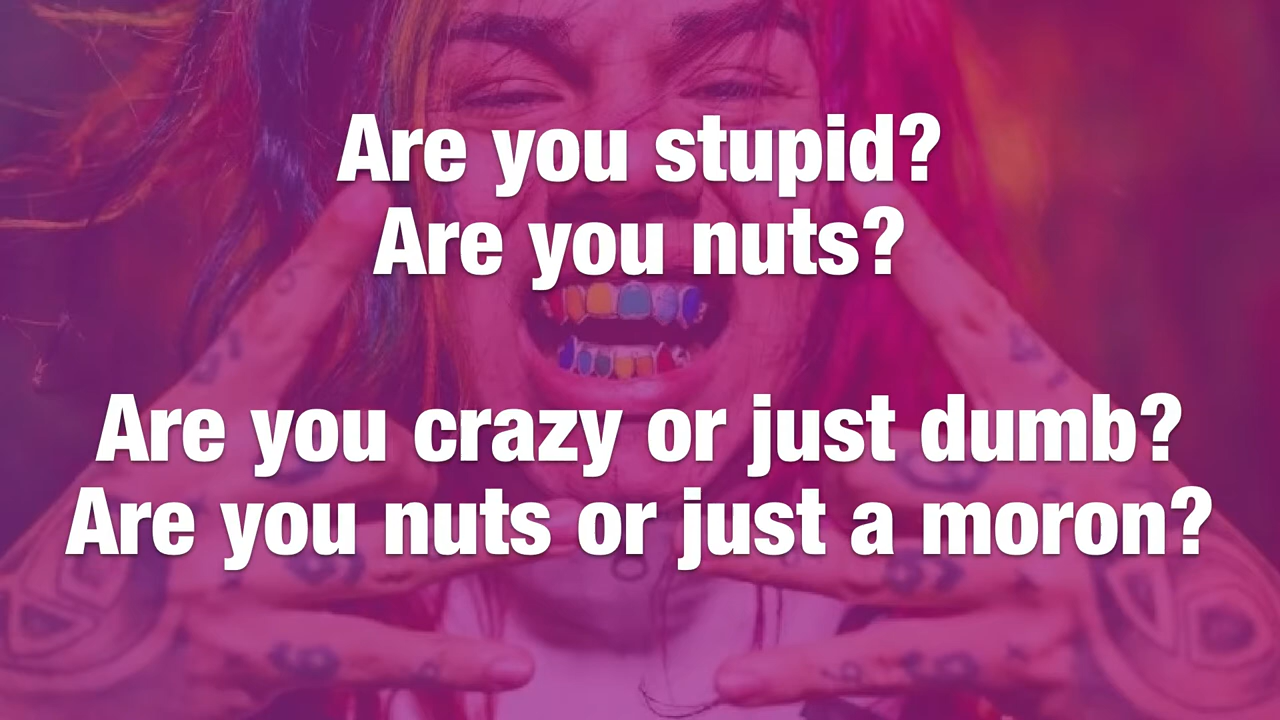 Are you stupid?
Are you nuts?
Are you crazy or just dumb?
Are you nuts or just a moron?